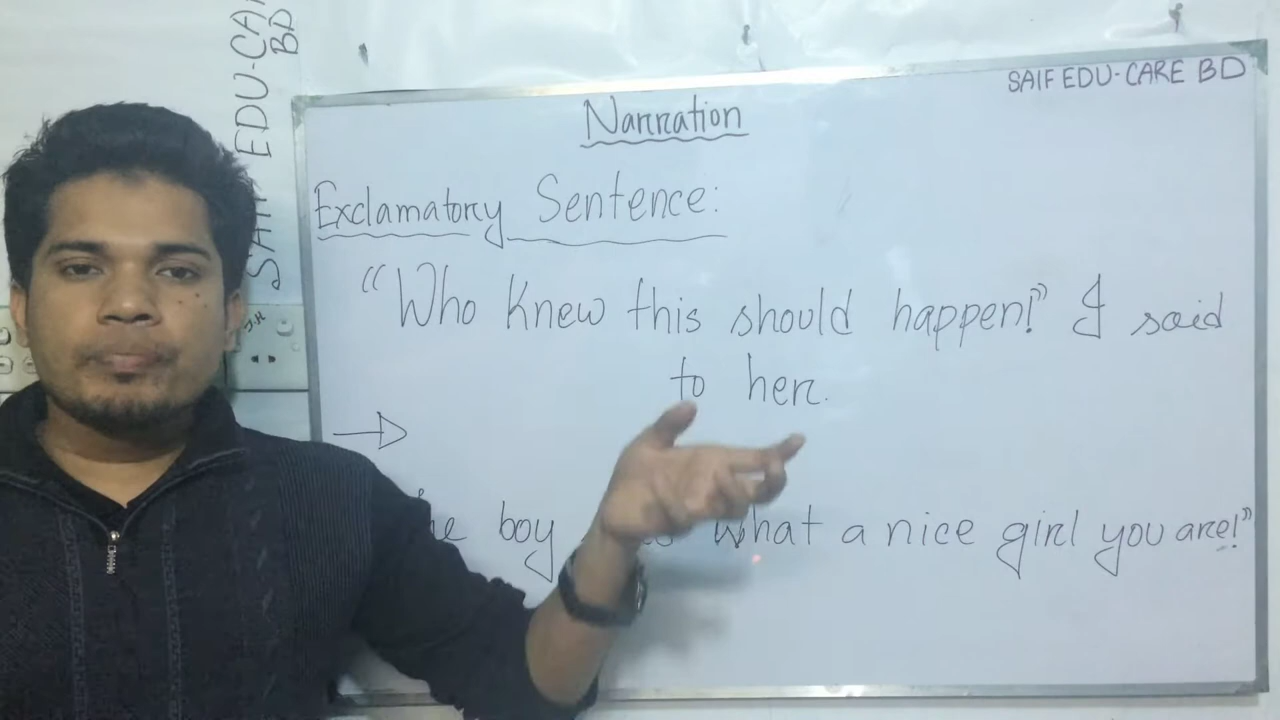 SAIF EDU-CARE BD
SAIF EDU-CARE BD
Narration
Exclamatory Sentence:
"Who knew this should happen!" I said
to her.
boy what a nice girl you are!"